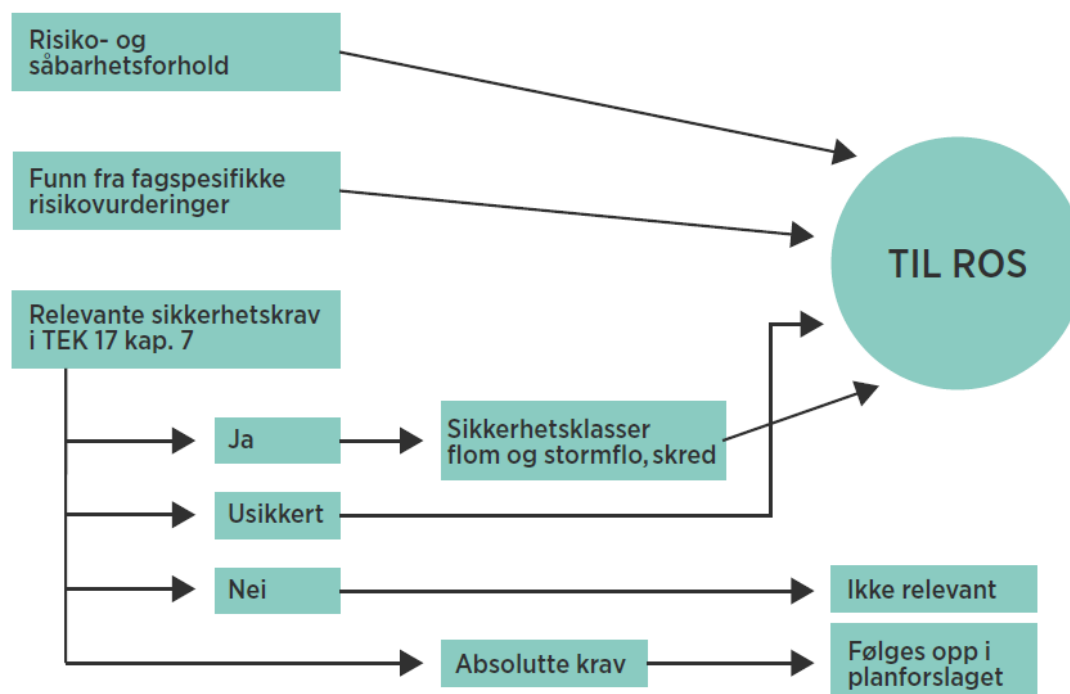 Risiko- og
såbarhetsforhold
Funn fra fagspesifikke
risikovurderinger
TIL ROS
Relevante sikkerhetskrav
i TEK 17 kap. 7
Ja
Sikkerhetsklasser
flom og stormflo, skred
Usikkert
Nei
Ikke relevant
Absolutte krav
Følges opp i
planforslaget